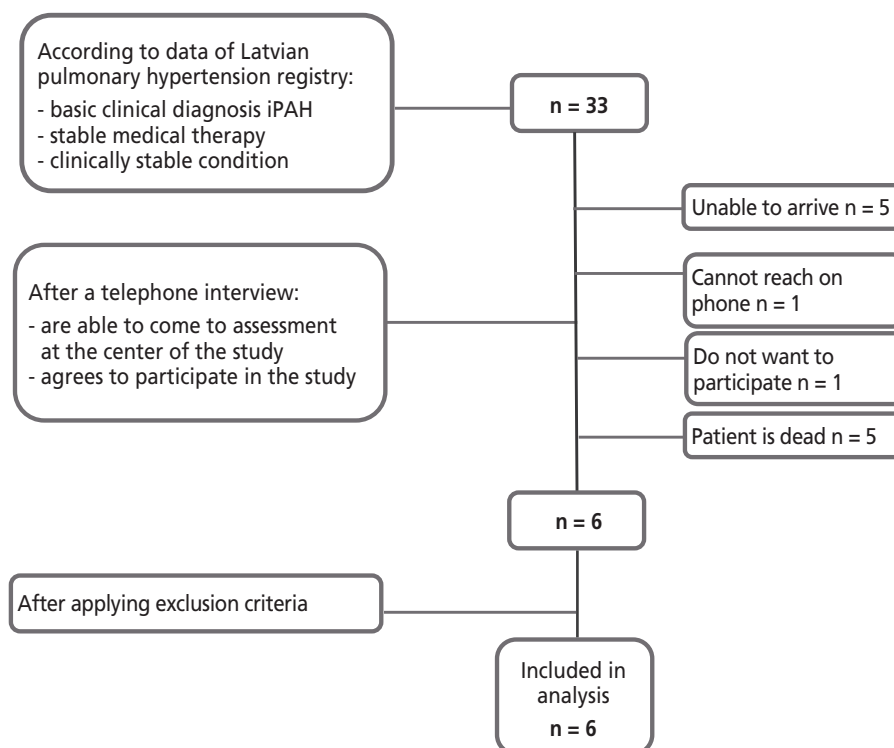 According to data of Latvian
pulmonary hypertension registry:
- basic clinical diagnosis iPAH
- stable medical therapy
- clinically stable condition
n = 33
Unable to arrive n = 5
Cannot reach on
phone n = 1
Do not want to
participate n = 1
Patient is dead n = 5
After a telephone interview:
- are able to come to assessment
at the center of the study
- agrees to participate in the study
n = 6
After applying exclusion criteria
Included in
analysis
n = 6